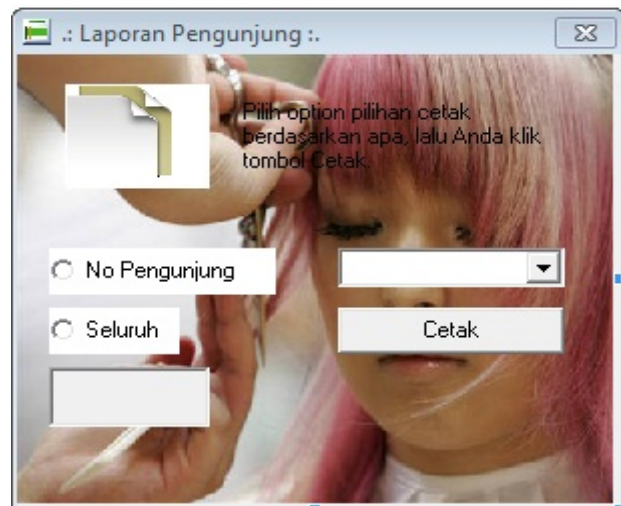 .: Laporan Pengunjung :.
Pilih option pilihan cetak
berdasarkan apa, lalu Anda klik
tombol Cetak.
No Pengunjung
Seluruh
Cetak